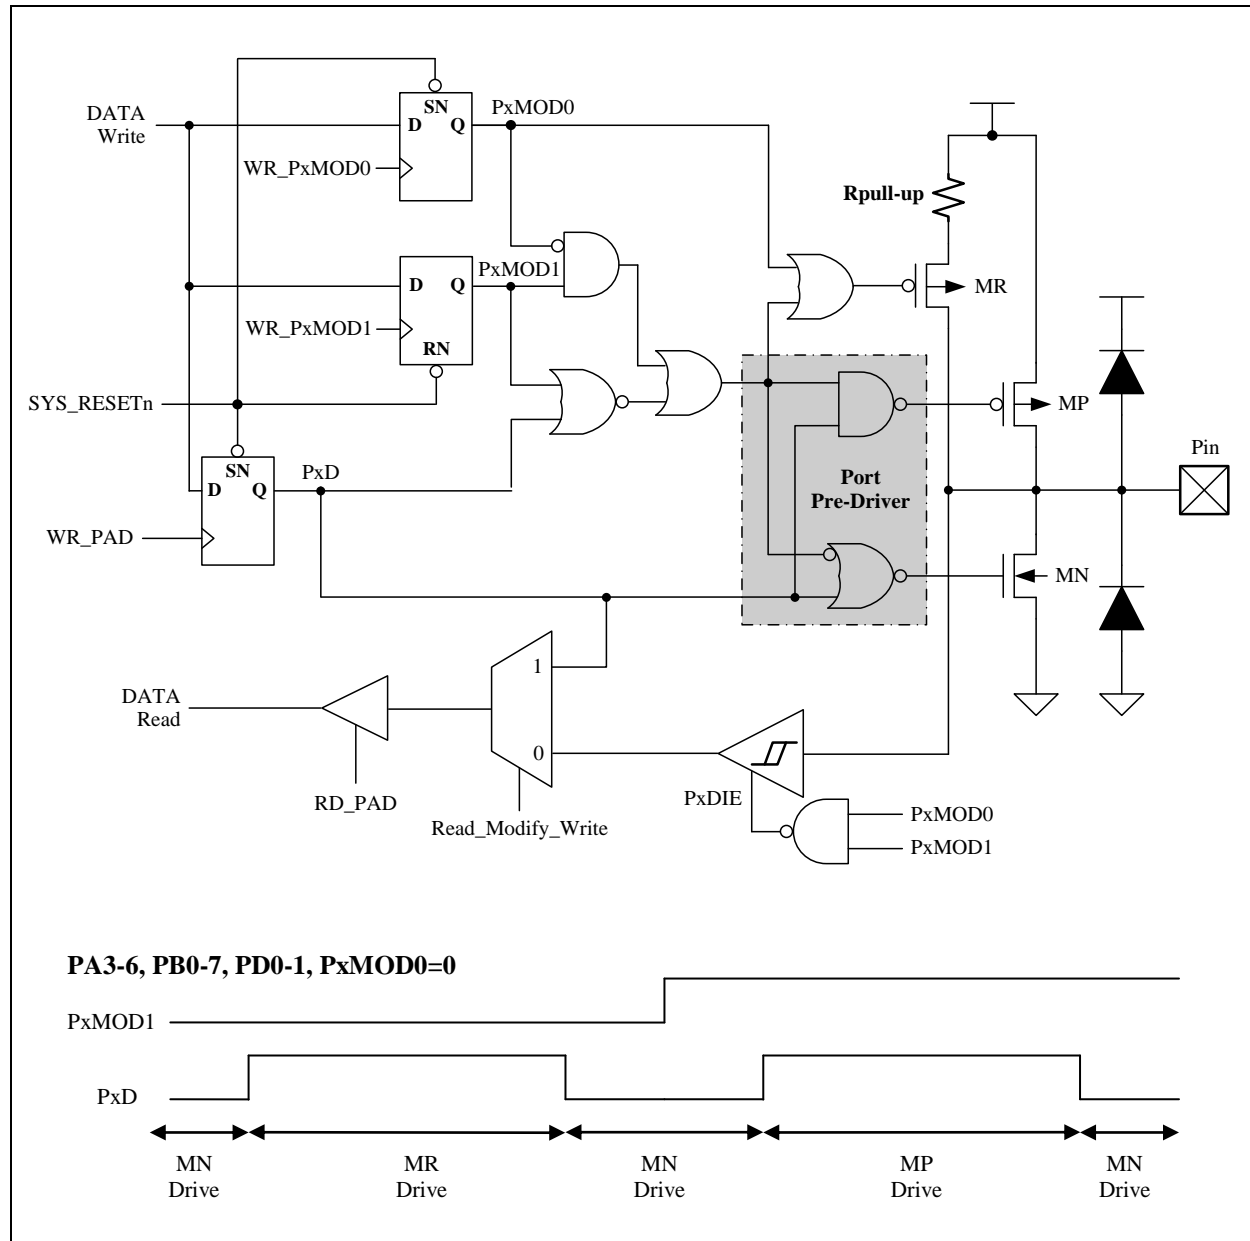 DATA
Write
SN
D Q
PxMOD0
WR_PxMOD0
Rpull-up
PxMOD1
D Q
MR
WR_PxMOD1
RN
SYS_RESETn
MP
Pin
PxD
SN
D Q
Port
Pre-Driver
WR_PAD
MN
1
DATA
Read
0
PxDIE
RD_PAD
PxMOD0
Read_Modify_Write
PxMOD1
PA3-6, PB0-7, PD0-1, PxMOD0=0
PxMOD1
PxD
MN
Drive
MR
Drive
MN
Drive
MP
Drive
MN
Drive